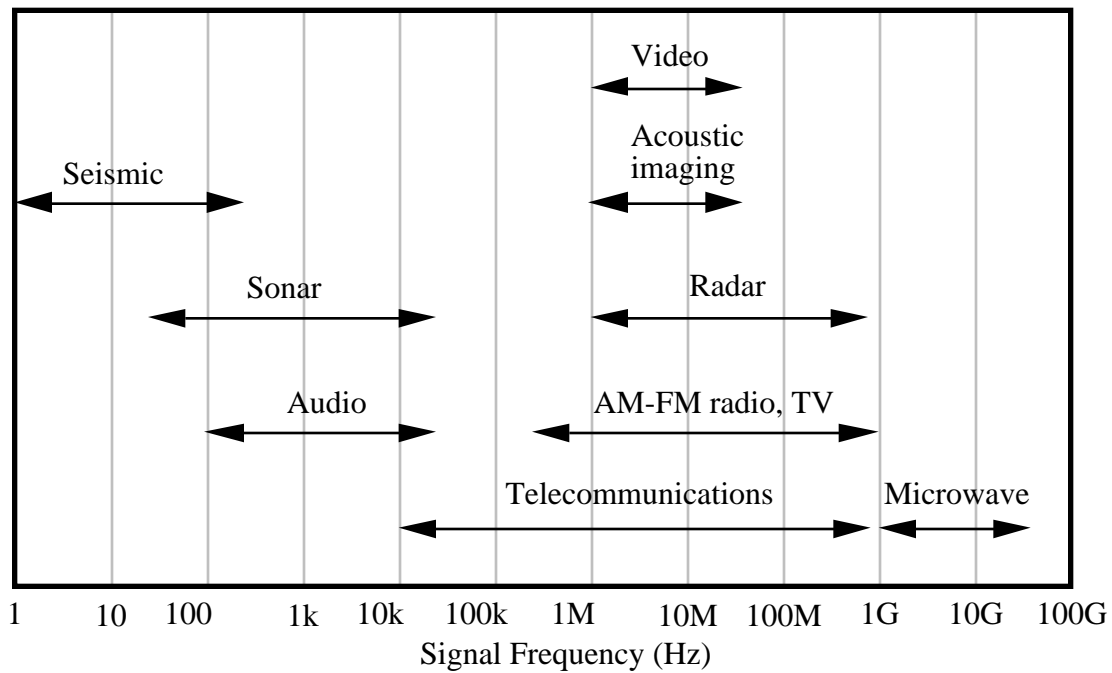 Video
Acoustic
imaging
Seismic
Sonar
Radar
Audio
AM-FM radio, TV
Telecommunications
Microwave
1 10 100 1k 10k 100k 1M 10M 100M 1G 10G 100G
Signal Frequency (Hz)